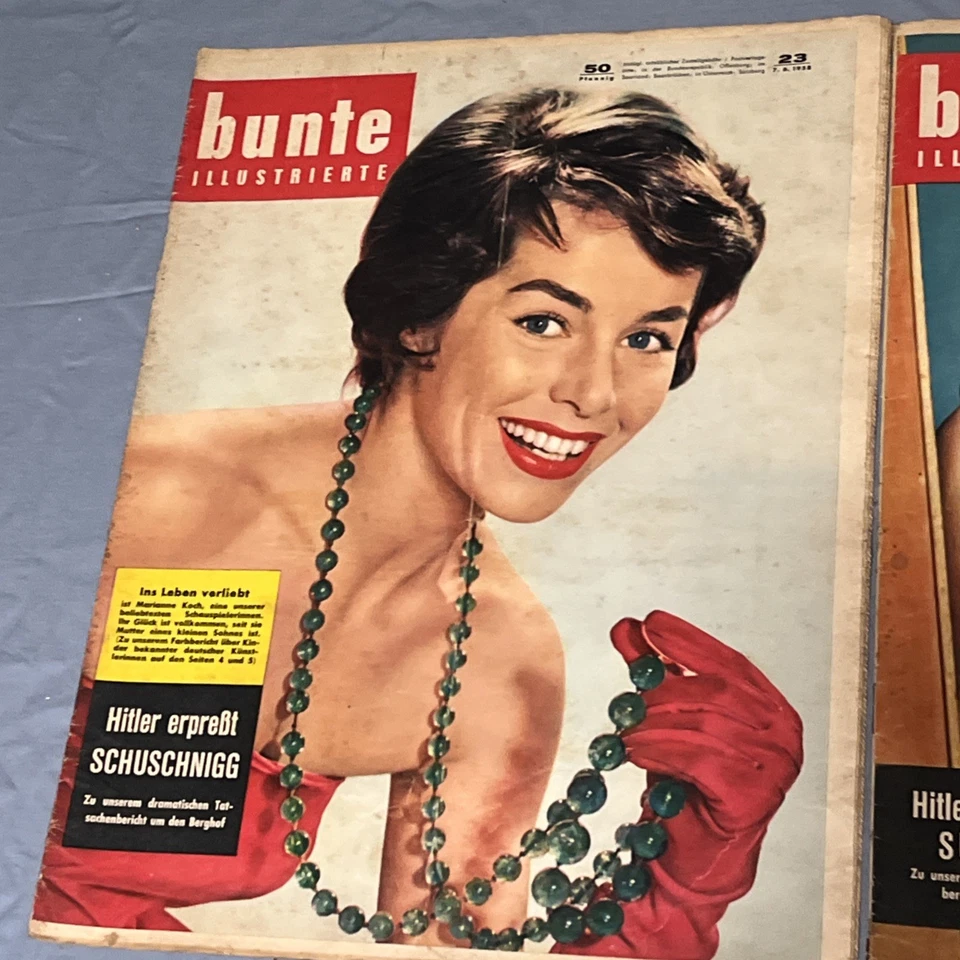 bunte
ILLUSTRIERTE
50
Pfennig
23
7. 6. 1958
Ins Leben verliebt
ist Marianne Koch, eine unserer
beliebtesten Schauspielerinnen.
Ihr Glück ist vollkommen, seit sie
Mutter eines kleinen Sohnes ist.
(Zu unserem Farbbericht über Kin-
der bekannter deutscher Künst-
lerinnen auf den Seiten 4 und 5)
Hitler erpreßt
SCHUSCHNIGG
Zu unserem dramatischen Tat-
sachenbericht um den Berghof
b
ILL
Hitle
S
Zu unser
ber